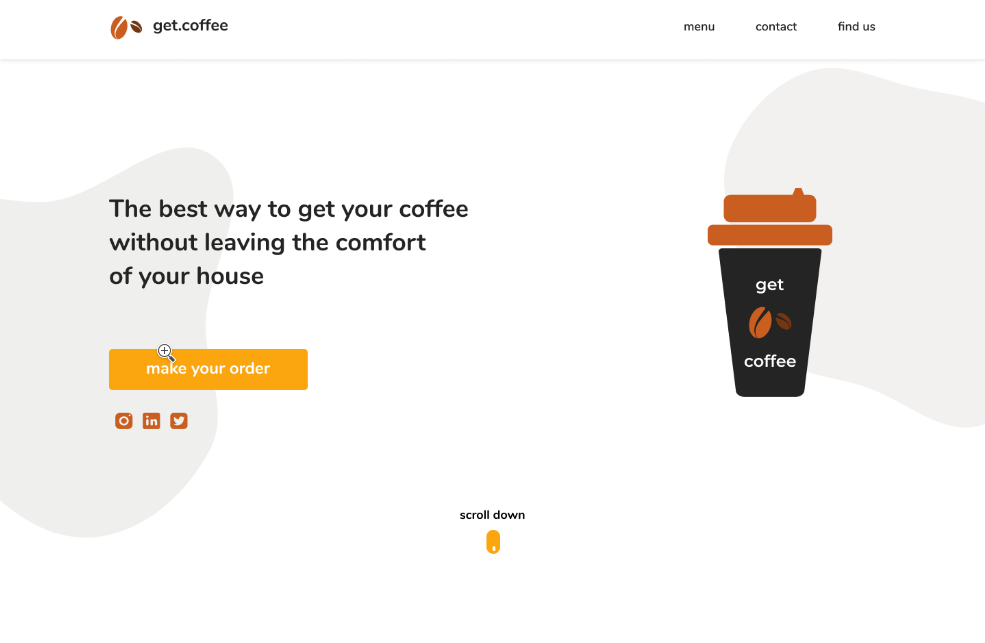 get.coffee
menu
contact
find us
The best way to get your coffee
without leaving the comfort
of your house
get
coffee
make your order
in
scroll down